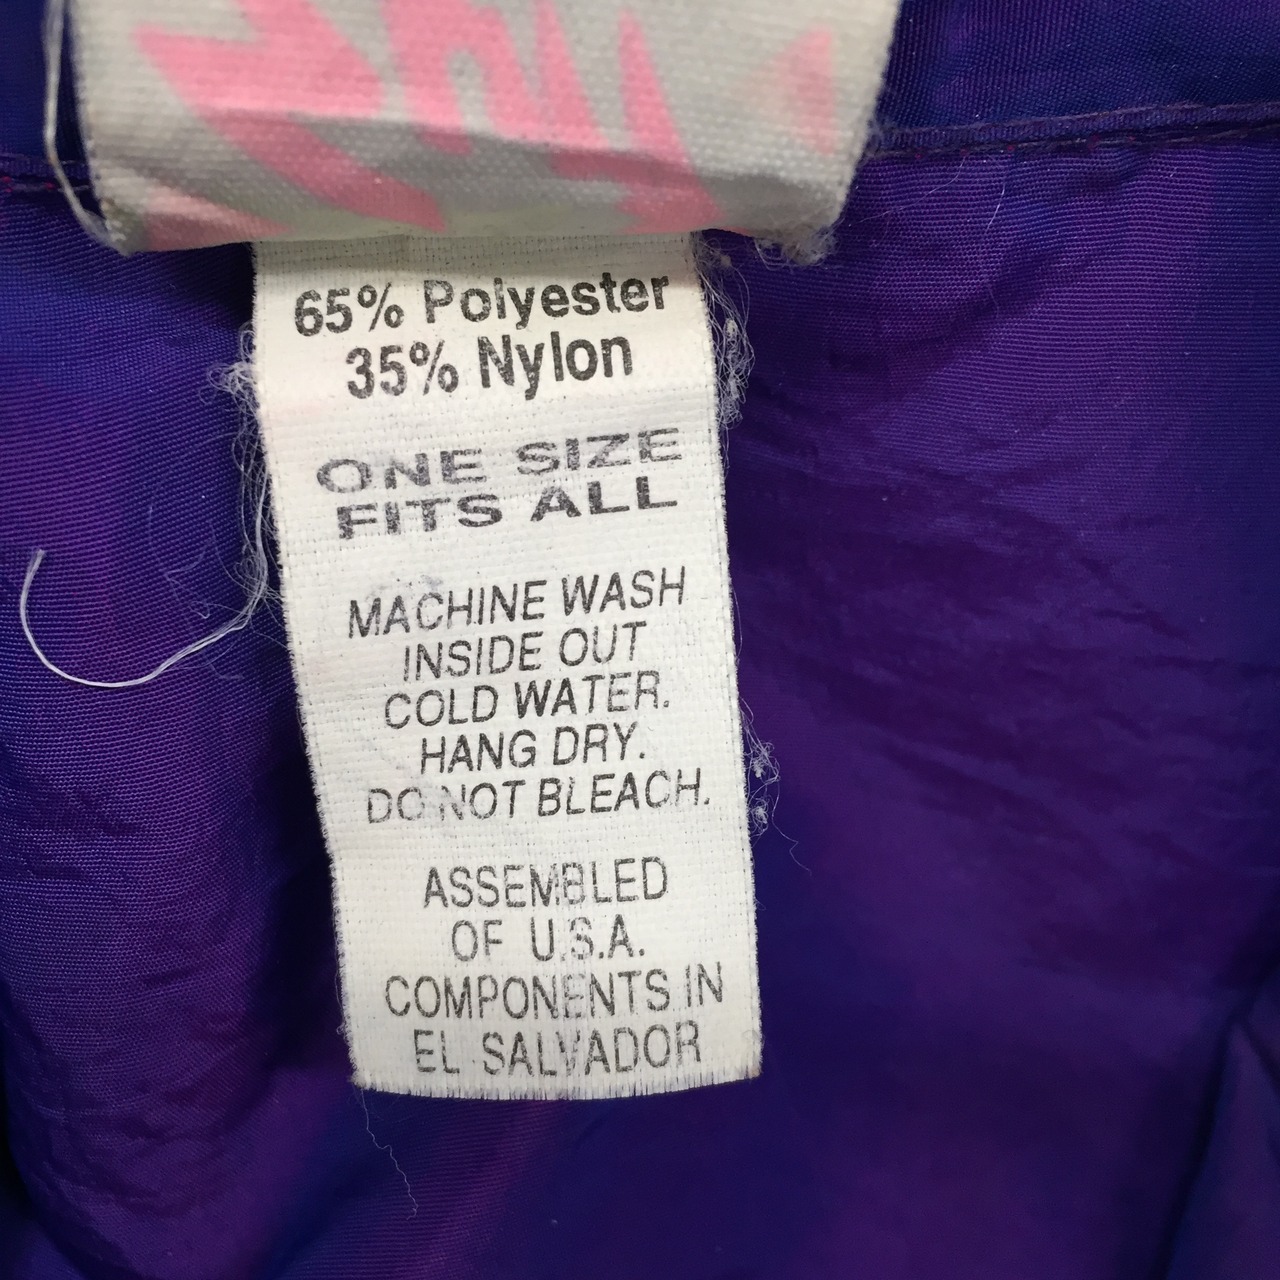 65% Polyester
35% Nylon
ONE SIZE
FITS ALL
MACHINE WASH
INSIDE OUT
COLD WATER.
HANG DRY.
DO NOT BLEACH.
ASSEMBLED
OF U.S.A.
COMPONENTS IN
EL SALVADOR